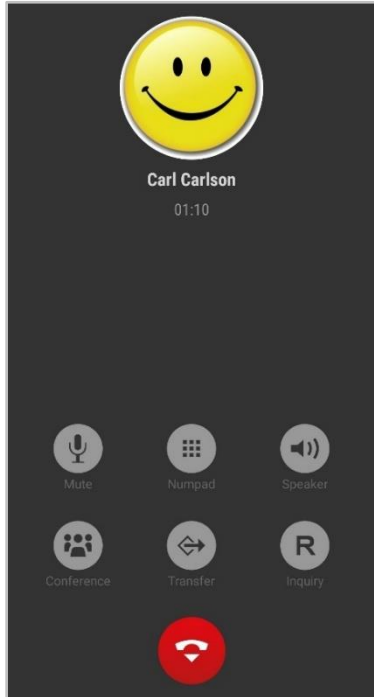 Carl Carlson
01:10
Mute Numpad Speaker
R
Conference Transfer Inquiry